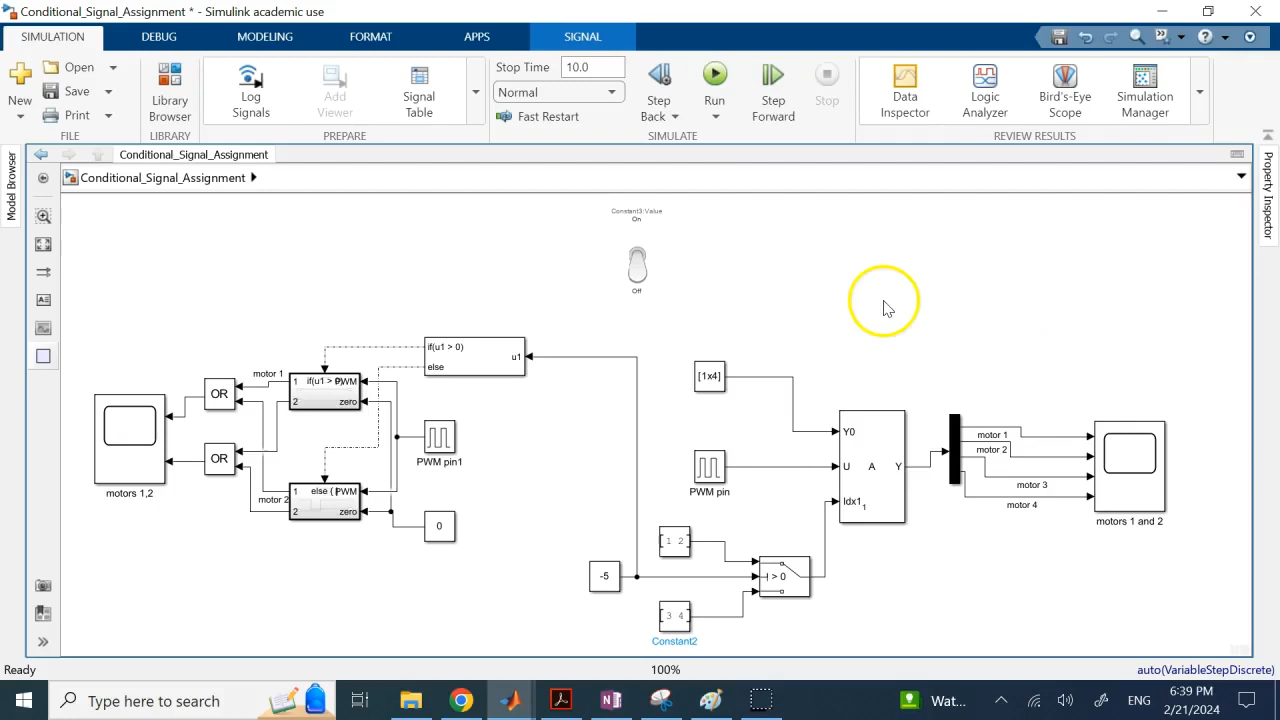 Conditional_Signal_Assignment * - Simulink academic use
SIMULATION
DEBUG
MODELING
FORMAT
APPS
SIGNAL
New
Open
Save
Print
FILE
Library
Browser
LIBRARY
Log
Signals
Add
Viewer
Signal
Table
PREPARE
Stop Time
10.0
Normal
Fast Restart
Step
Back
Run
Step
Forward
Stop
SIMULATE
Data
Inspector
Logic
Analyzer
Bird's-Eye
Scope
Simulation
Manager
REVIEW RESULTS
Model Browser
Property Inspector
Conditional_Signal_Assignment
Conditional_Signal_Assignment
Constant3:Value
On
Off
if(u1 > 0)
else
u1
motor 1
OR
OR
motors 1,2
motor 2
1
2
PWM
zero
1
2
else { }
PWM
zero
PWM pin1
0
[1x4]
PWM pin
Y0
U
A
Y
Idx1
1
[ 1 2 ]
-5
> 0
[ 3 4 ]
Constant2
motor 1
motor 2
motor 3
motor 4
motors 1 and 2
Ready
100%
auto(VariableStepDiscrete)
Type here to search
Wat...
ENG
6:39 PM
2/21/2024